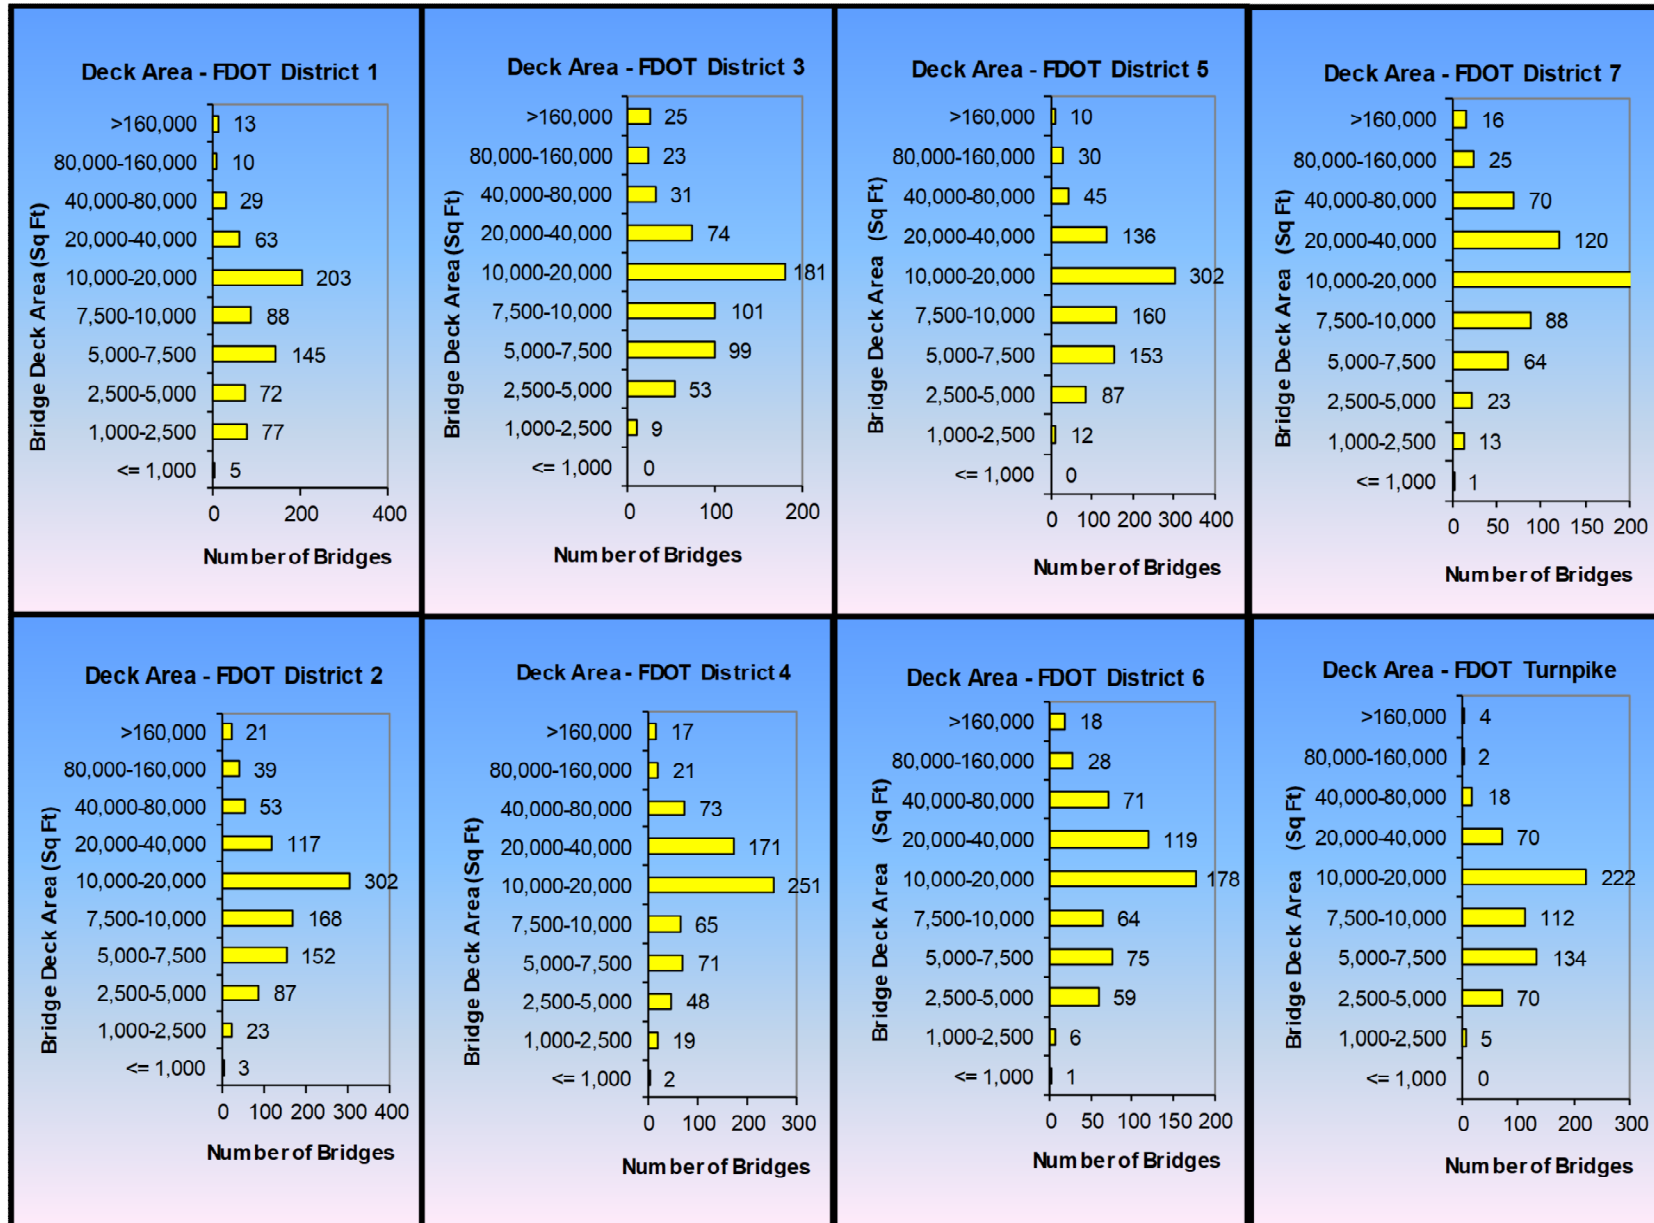 Deck Area - FDOT District 1
Bridge Deck Area (Sq Ft)
>160,000 13
80,000-160,000 10
40,000-80,000 29
20,000-40,000 63
10,000-20,000 203
7,500-10,000 88
5,000-7,500 145
2,500-5,000 72
1,000-2,500 77
<= 1,000 5
0 200 400
Number of Bridges
Deck Area - FDOT District 3
Bridge Deck Area (Sq Ft)
>160,000 25
80,000-160,000 23
40,000-80,000 31
20,000-40,000 74
10,000-20,000 181
7,500-10,000 101
5,000-7,500 99
2,500-5,000 53
1,000-2,500 9
<= 1,000 0
0 100 200
Number of Bridges
Deck Area - FDOT District 5
Bridge Deck Area (Sq Ft)
>160,000 10
80,000-160,000 30
40,000-80,000 45
20,000-40,000 136
10,000-20,000 302
7,500-10,000 160
5,000-7,500 153
2,500-5,000 87
1,000-2,500 12
<= 1,000 0
0 100 200 300 400
Number of Bridges
Deck Area - FDOT District 7
Bridge Deck Area (Sq Ft)
>160,000 16
80,000-160,000 25
40,000-80,000 70
20,000-40,000 120
10,000-20,000
7,500-10,000 88
5,000-7,500 64
2,500-5,000 23
1,000-2,500 13
<= 1,000 1
0 50 100 150 200
Number of Bridges
Deck Area - FDOT District 2
Bridge Deck Area (Sq Ft)
>160,000 21
80,000-160,000 39
40,000-80,000 53
20,000-40,000 117
10,000-20,000 302
7,500-10,000 168
5,000-7,500 152
2,500-5,000 87
1,000-2,500 23
<= 1,000 3
0 100 200 300 400
Number of Bridges
Deck Area - FDOT District 4
Bridge Deck Area (Sq Ft)
>160,000 17
80,000-160,000 21
40,000-80,000 73
20,000-40,000 171
10,000-20,000 251
7,500-10,000 65
5,000-7,500 71
2,500-5,000 48
1,000-2,500 19
<= 1,000 2
0 100 200 300
Number of Bridges
Deck Area - FDOT District 6
Bridge Deck Area (Sq Ft)
>160,000 18
80,000-160,000 28
40,000-80,000 71
20,000-40,000 119
10,000-20,000 178
7,500-10,000 64
5,000-7,500 75
2,500-5,000 59
1,000-2,500 6
<= 1,000 1
0 50 100 150 200
Number of Bridges
Deck Area - FDOT Turnpike
Bridge Deck Area (Sq Ft)
>160,000 4
80,000-160,000 2
40,000-80,000 18
20,000-40,000 70
10,000-20,000 222
7,500-10,000 112
5,000-7,500 134
2,500-5,000 70
1,000-2,500 5
<= 1,000 0
0 100 200 300
Number of Bridges